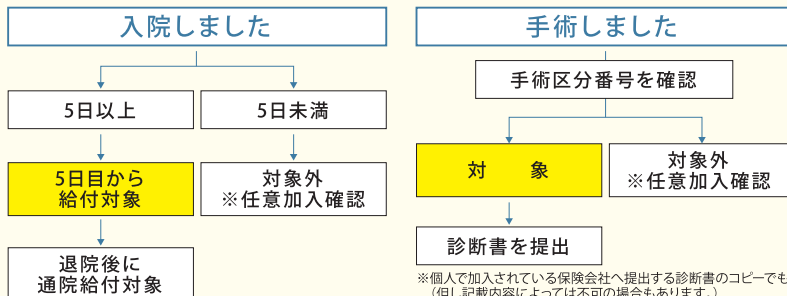 入院しました
5日以上
5日未満
5日目から
給付対象
対象外
※任意加入確認
退院後に
通院給付対象
手術しました
手術区分番号を確認
対 象
対象外
※任意加入確認
診断書を提出
※個人で加入されている保険会社へ提出する診断書のコピーでも
(但し記載内容によっては不可の場合もあります。)